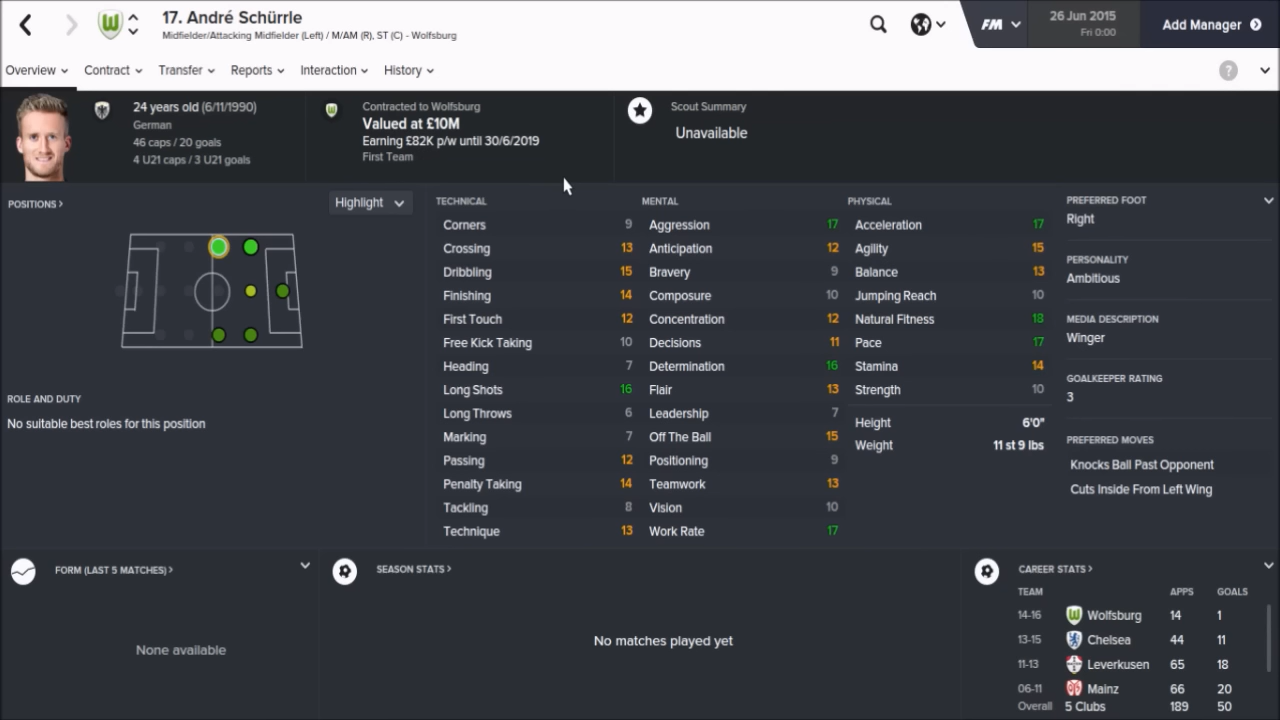 17. André Schürrle
Midfielder/Attacking Midfielder (Left) / M/AM (R), ST (C) - Wolfsburg
FM
26 Jun 2015
Fri 0:00
Add Manager
Overview
Contract
Transfer
Reports
Interaction
History
?
24 years old (6/11/1990)
German
46 caps / 20 goals
4 U21 caps / 3 U21 goals
Contracted to Wolfsburg
Valued at £10M
Earning £82K p/w until 30/6/2019
First Team
Scout Summary
Unavailable
POSITIONS >
Highlight
ROLE AND DUTY
No suitable best roles for this position
TECHNICAL
Corners 9
Crossing 13
Dribbling 15
Finishing 14
First Touch 12
Free Kick Taking 10
Heading 7
Long Shots 16
Long Throws 6
Marking 7
Passing 12
Penalty Taking 14
Tackling 8
Technique 13
MENTAL
Aggression 17
Anticipation 12
Bravery 9
Composure 10
Concentration 12
Decisions 11
Determination 16
Flair 13
Leadership 7
Off The Ball 15
Positioning 9
Teamwork 13
Vision 10
Work Rate 17
PHYSICAL
Acceleration 17
Agility 15
Balance 13
Jumping Reach 10
Natural Fitness 18
Pace 17
Stamina 14
Strength 10
Height 6'0"
Weight 11 st 9 lbs
PREFERRED FOOT
Right
PERSONALITY
Ambitious
MEDIA DESCRIPTION
Winger
GOALKEEPER RATING
3
PREFERRED MOVES
Knocks Ball Past Opponent
Cuts Inside From Left Wing
FORM (LAST 5 MATCHES) >
None available
SEASON STATS >
No matches played yet
CAREER STATS >
TEAM APPS GOALS
14-16 Wolfsburg 14 1
13-15 Chelsea 44 11
11-13 Leverkusen 65 18
06-11 Mainz 66 20
Overall 5 Clubs 189 50